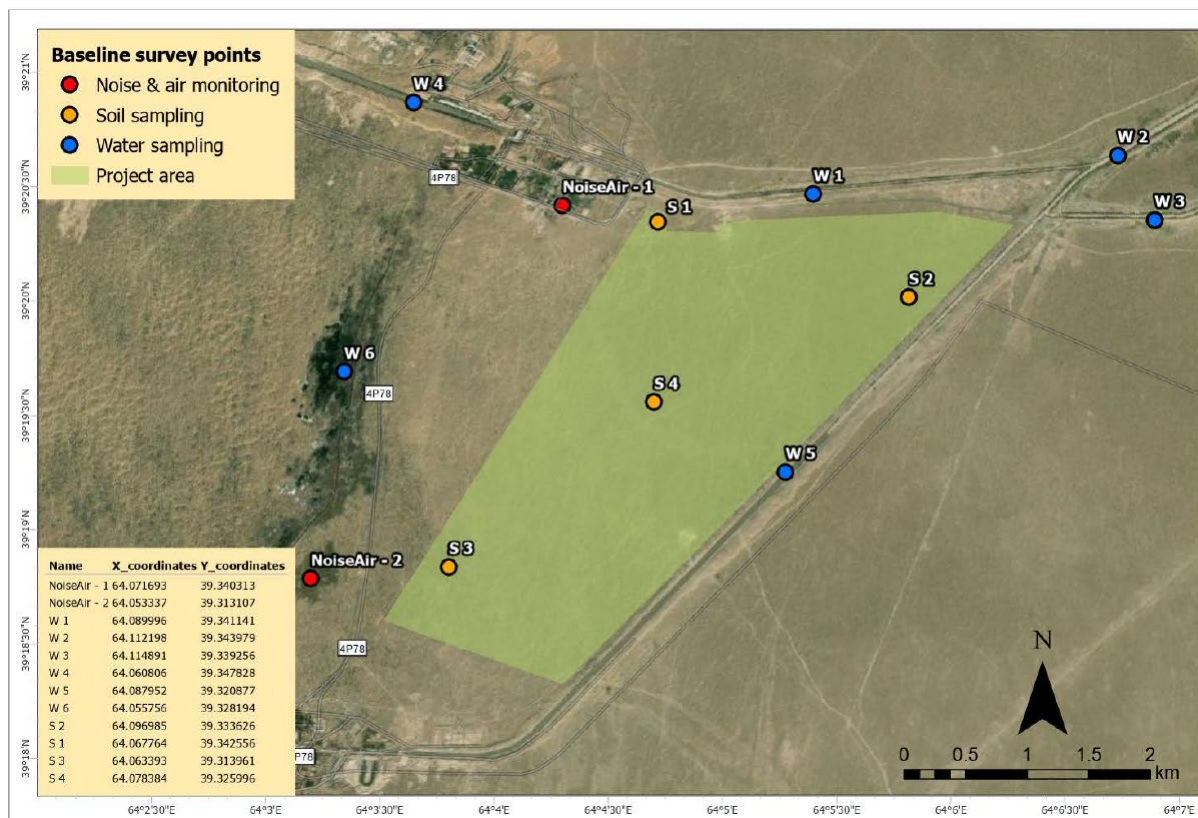 Baseline survey points
Noise & air monitoring
Soil sampling
Water sampling
Project area
W 4
W 2
4P78
NoiseAir - 1
W 1
S 1
W 3
S 2
W 6
4P78
S 4
W 5
NoiseAir - 2
S 3
4P78
P78
Name X_coordinates Y_coordinates
NoiseAir - 1 64.071693 39.340313
NoiseAir - 2 64.053337 39.313107
W 1 64.089996 39.341141
W 2 64.112198 39.343979
W 3 64.114891 39.339256
W 4 64.060806 39.347828
W 5 64.087952 39.320877
W 6 64.055756 39.328194
S 2 64.096985 39.333626
S 1 64.067764 39.342556
S 3 64.063393 39.313961
S 4 64.078384 39.325996
N
0 0.5 1 1.5 2
km
39°21'N
39°20'30"N
39°20'N
39°19'30"N
39°19'N
39°18'30"N
39°18'N
64°2'30"E 64°3'E 64°3'30"E 64°4'E 64°4'30"E 64°5'E 64°5'30"E 64°6'E 64°6'30"E 64°7'E